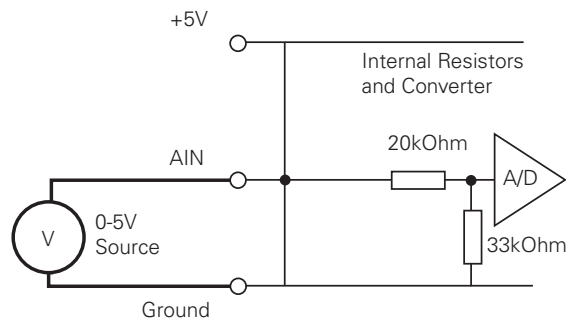 +5V
Internal Resistors
and Converter
20kOhm
AIN
A/D
V
0-5V
Source
33kOhm
Ground